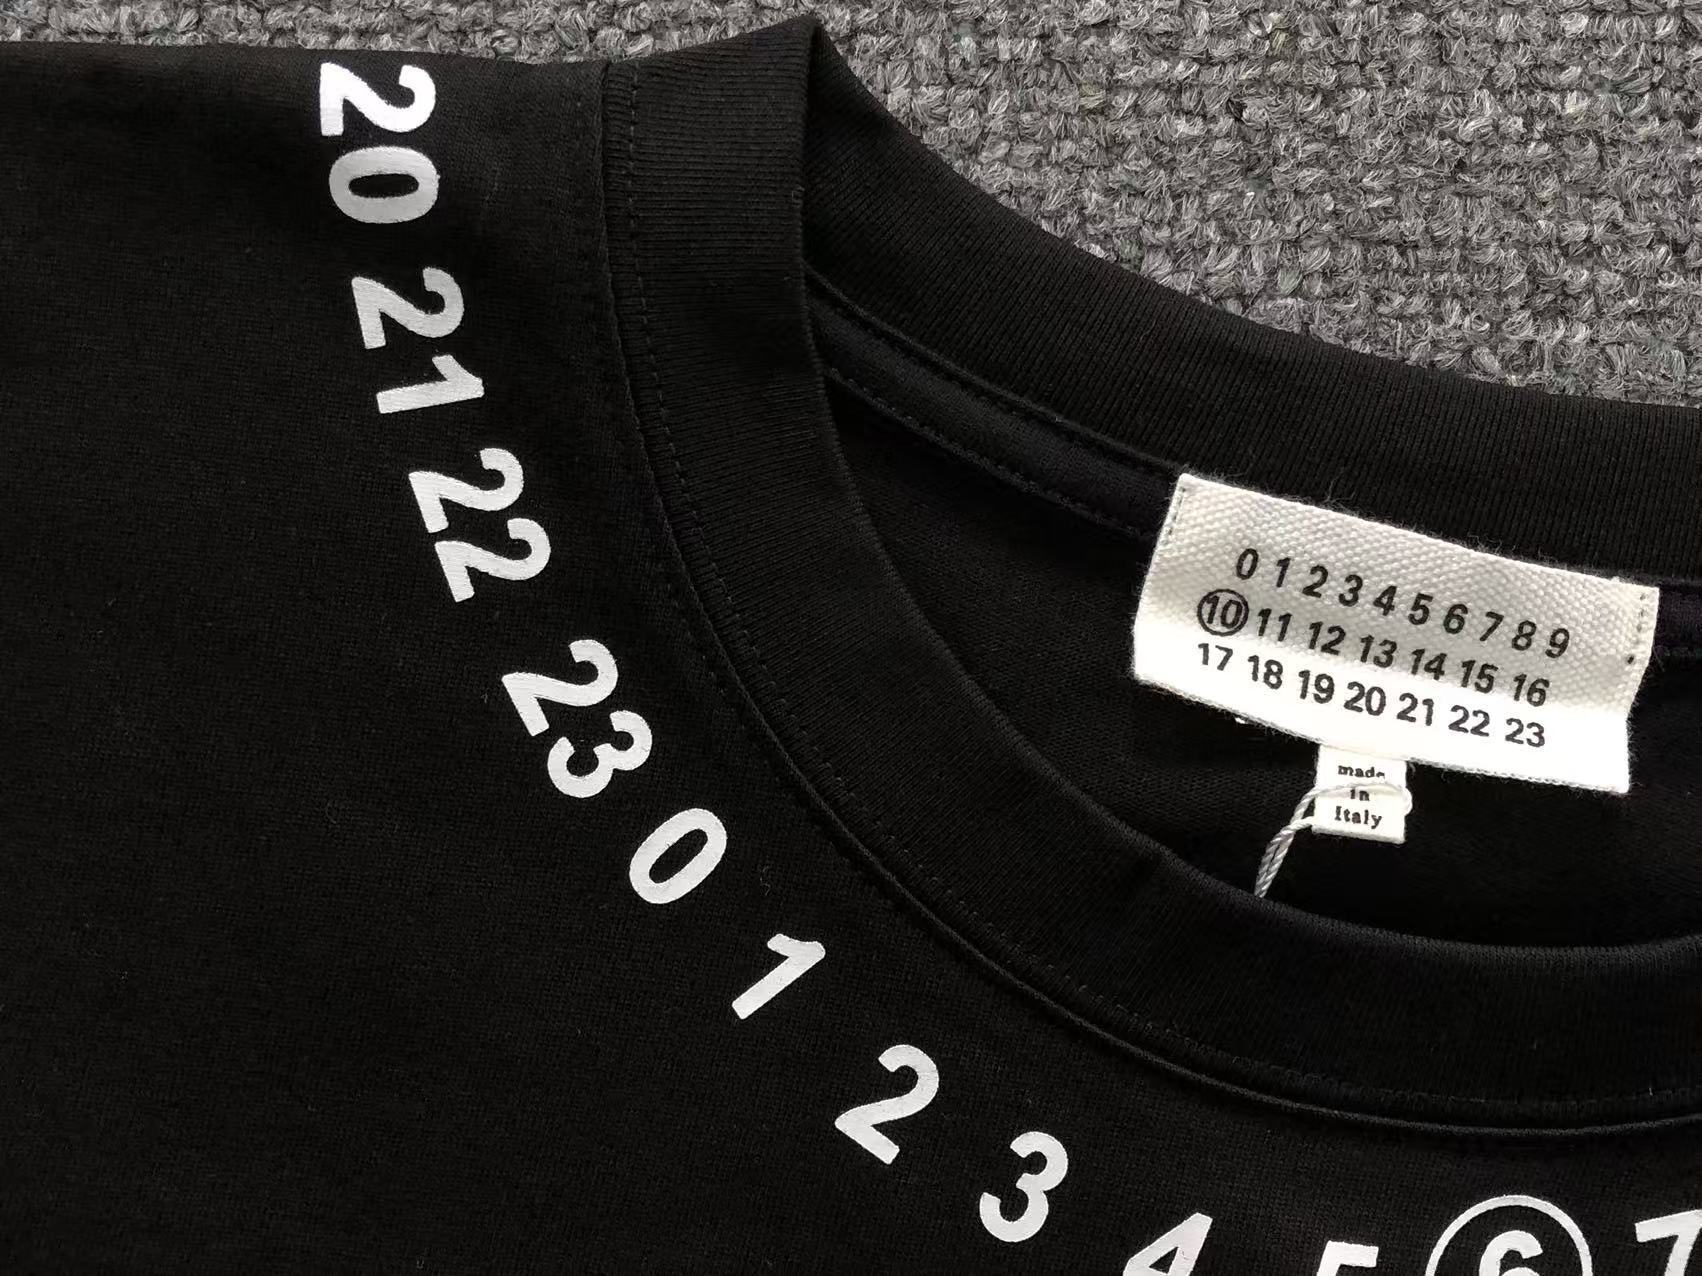 20 21 22 23 0 1 2 3 4 5 6 7
0 1 2 3 4 5 6 7 8 9
10 11 12 13 14 15 16
17 18 19 20 21 22 23
made
in
Italy